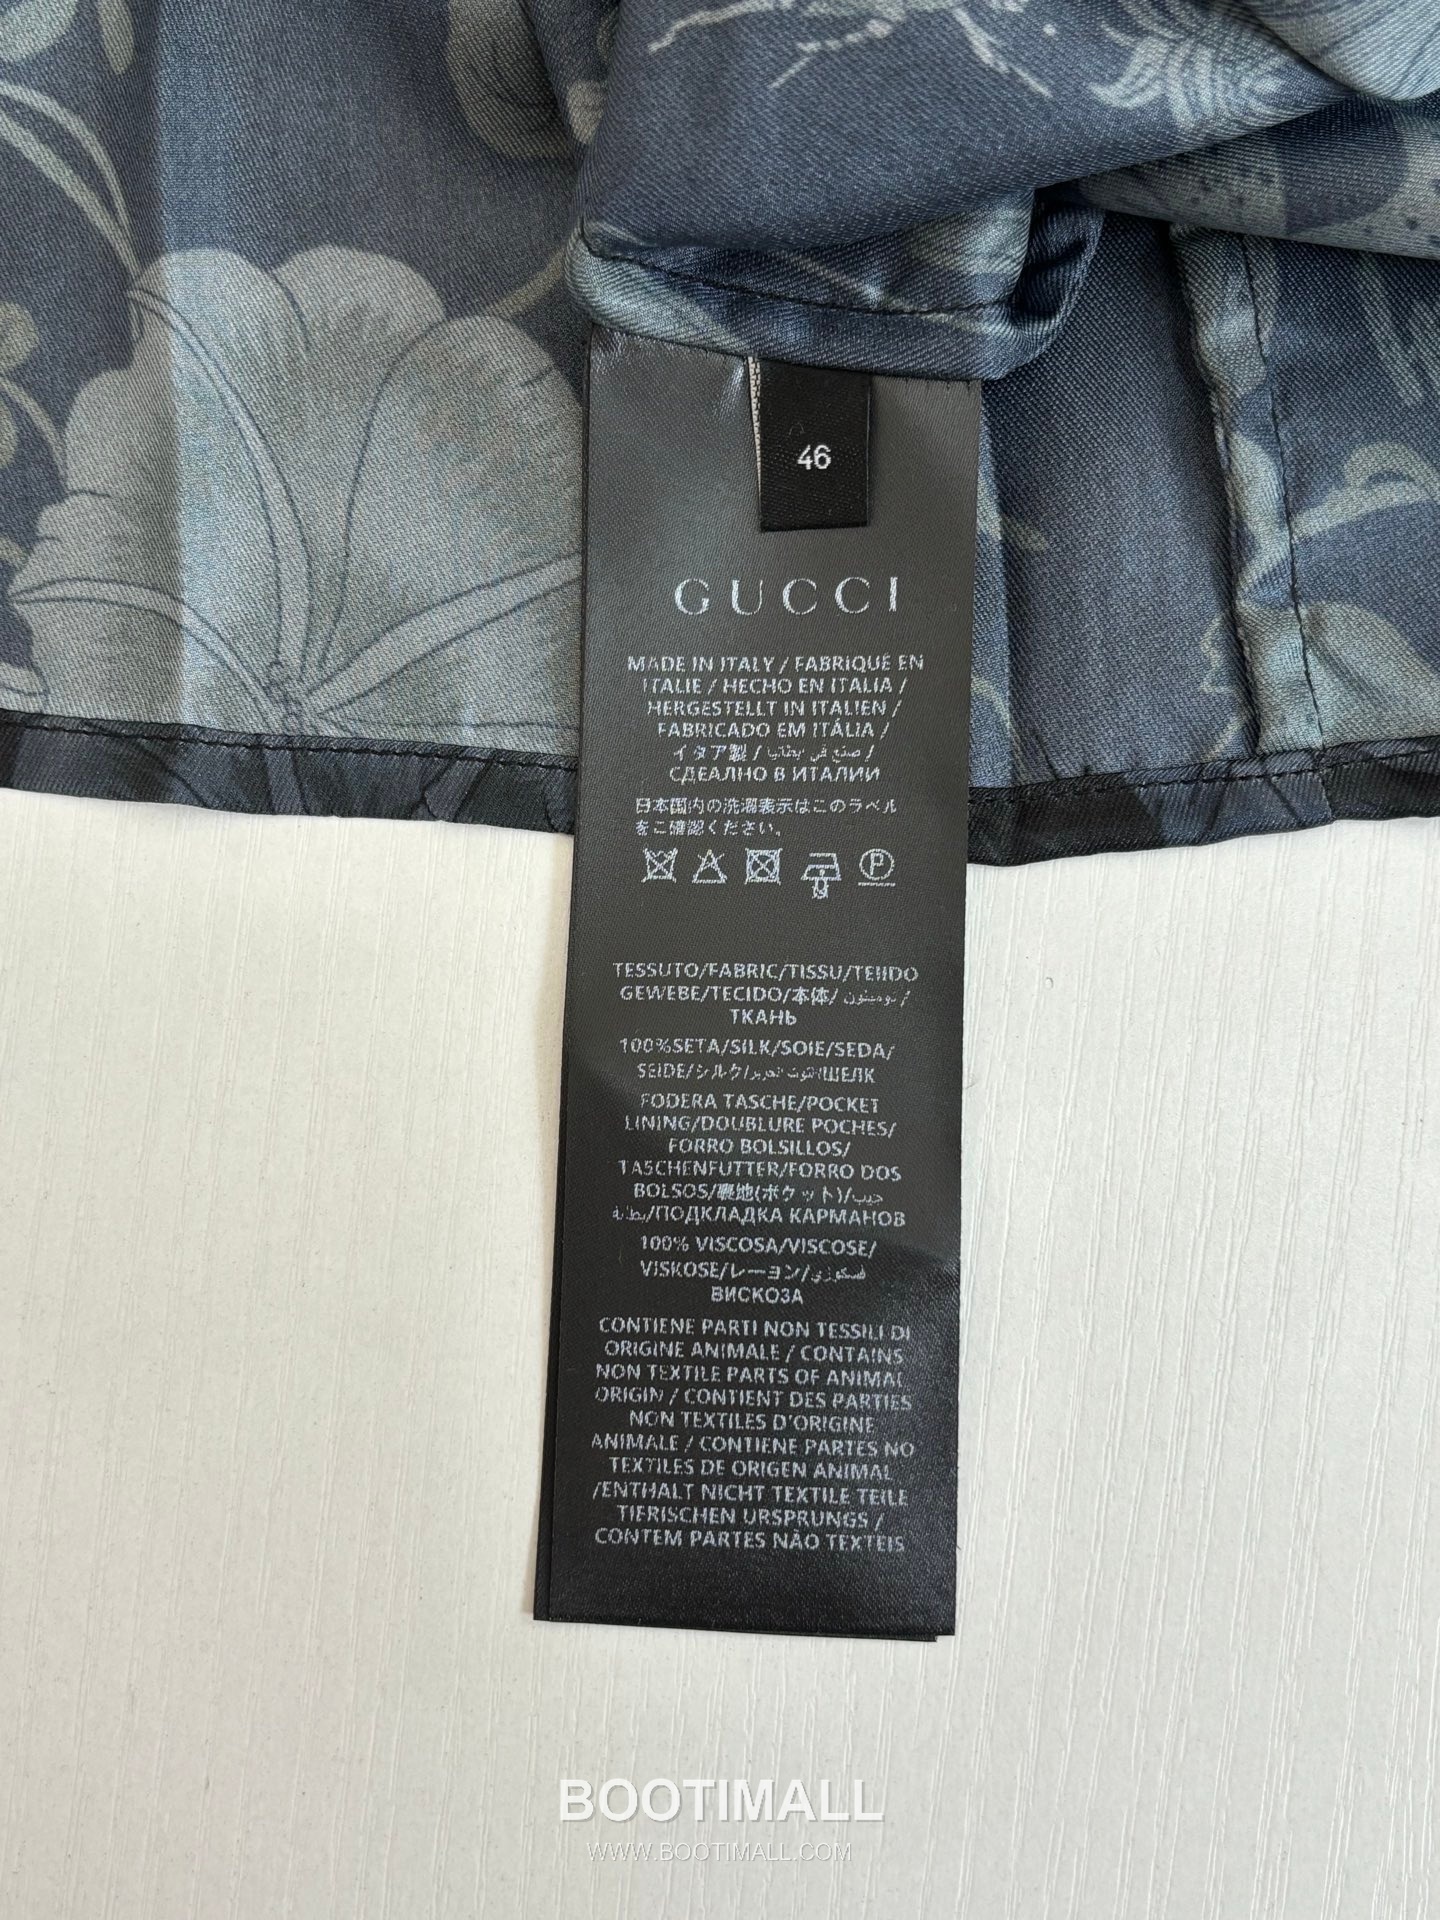 46
GUCCI
MADE IN ITALY / FABRIQUÉ EN
ITALIE / HECHO EN ITALIA /
HERGESTELLT IN ITALIEN /
FABRICADO EM ITÁLIA /
イタアリ製 / صنع في إيطاليا /
СДЕЛАНО В ИТАЛИИ
日本国内の洗濯表示はこのラベル
をご確認ください。
P
TESSUTO/FABRIC/TISSU/TEJIDO
GEWEBE/TECIDO/本体/
ТКАНЬ
100%SETA/SILK/SOIE/SEDA/
SEIDE/シルク/ШЕЛК
FODERA TASCHE/POCKET
LINING/DOUBLURE POCHES/
FORRO BOLSILLOS/
TASCHENFUTTER/FORRO DOS
BOLSOS/裏地(ポケット)/جيب
بطانة/ПОДКЛАДКА КАРМАНОВ
100% VISCOSA/VISCOSE/
VISKOSE/レーヨン/فسكوزي/
ВИСКОЗА
CONTIENE PARTI NON TESSILI DI
ORIGINE ANIMALE / CONTAINS
NON TEXTILE PARTS OF ANIMAL
ORIGIN / CONTIENT DES PARTIES
NON TEXTILES D'ORIGINE
ANIMALE / CONTIENE PARTES NO
TEXTILES DE ORIGEN ANIMAL
/ENTHALT NICHT TEXTILE TEILE
TIERISCHEN URSPRUNGS /
CONTEM PARTES NÃO TEXTEIS
BOOTIMALL
WWW.BOOTIMALL.COM